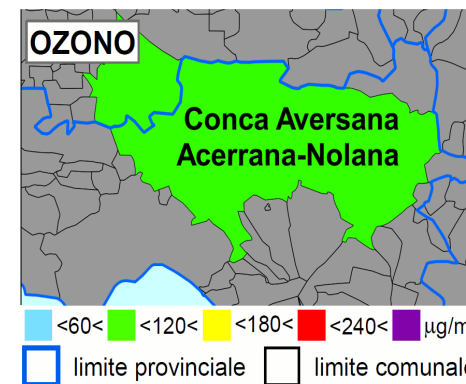 OZONO
Conca Aversana
Acerrana-Nolana
<60< <120< <180< <240< µg/m
limite provinciale limite comunale